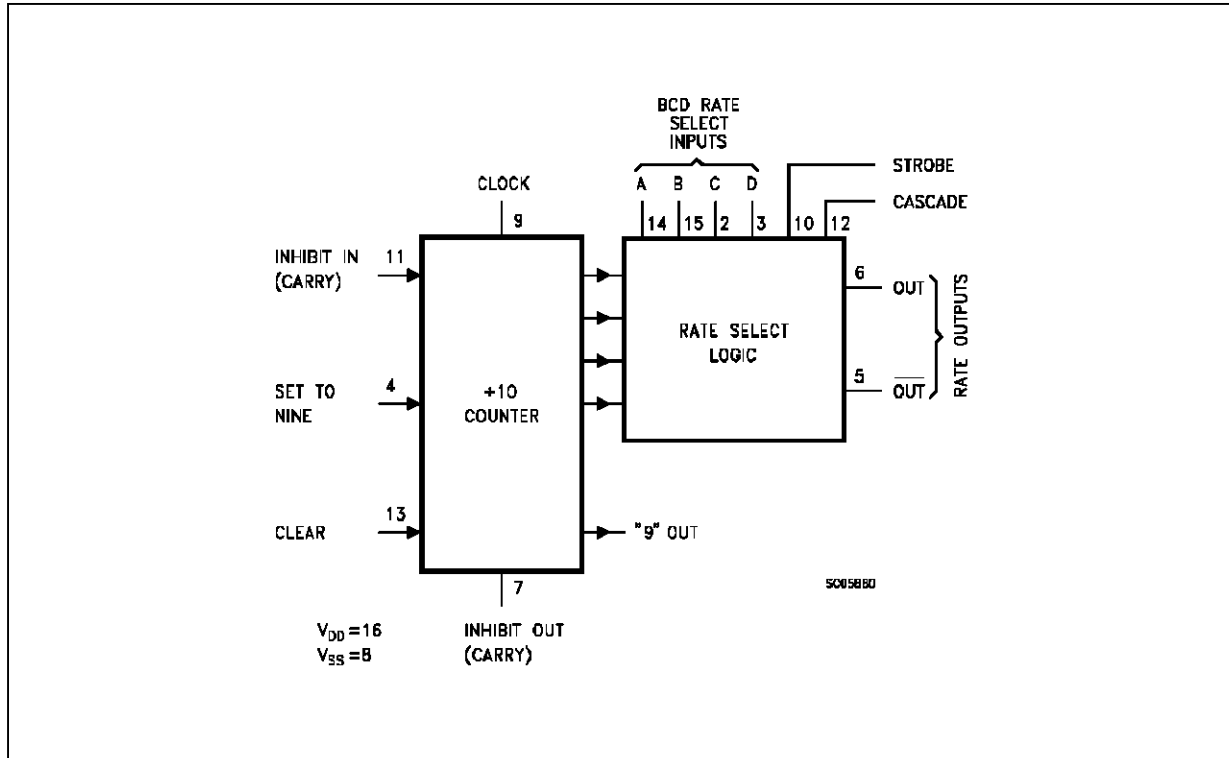 BCD RATE
SELECT
INPUTS
A B C D
STROBE
CASCADE
14 15 2 3 10 12
CLOCK
9
INHIBIT IN
(CARRY)
11
SET TO
NINE
4
CLEAR
13
+10
COUNTER
RATE SELECT
LOGIC
6
OUT
5
OUT
RATE OUTPUTS
"9" OUT
7
INHIBIT OUT
(CARRY)
VDD=16
VSS=8